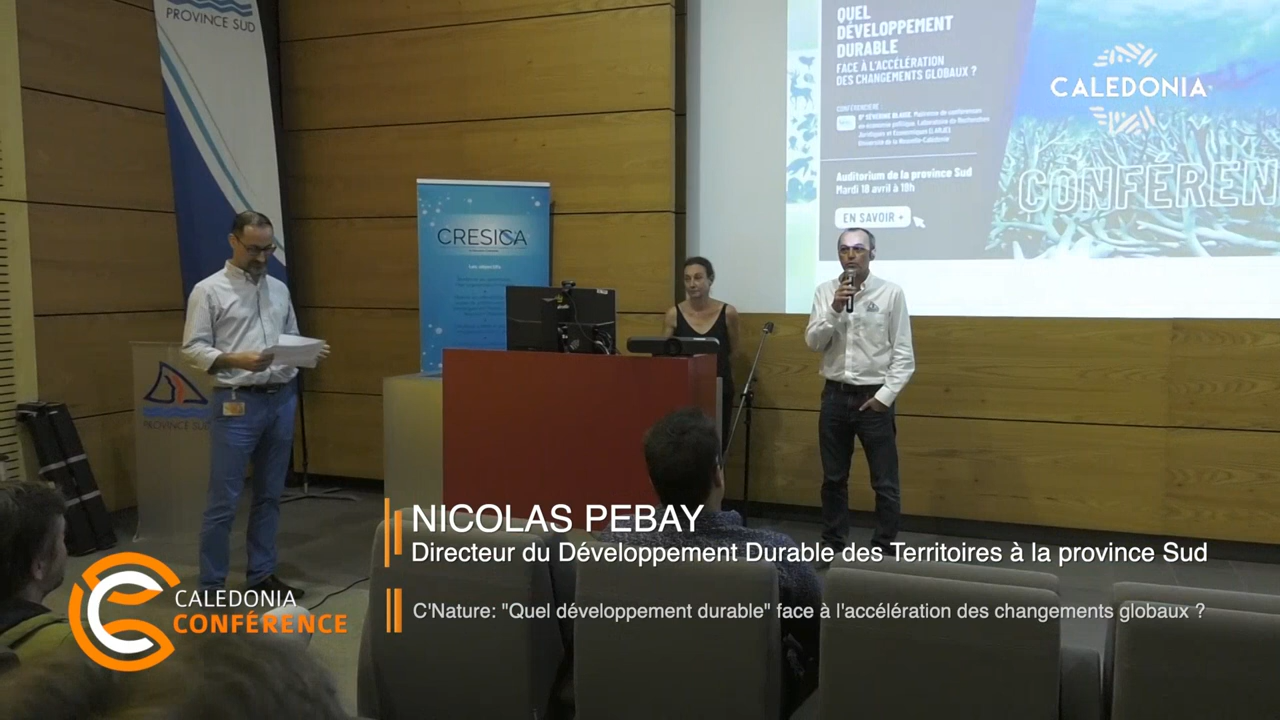 PROVINCE SUD
QUEL
DÉVELOPPEMENT
DURABLE
FACE À L'ACCÉLÉRATION
DES CHANGEMENTS GLOBAUX ?
CONFÉRENCIÈRE :
Auditorium de la province Sud
Mardi 18 avril à 18h
EN SAVOIR +
CALEDONIA
CONFÉREN
CRESICA
PROVINCE SUD
NICOLAS PEBAY
Directeur du Développement Durable des Territoires à la province Sud
CALEDONIA
CONFÉRENCE
C'Nature: "Quel développement durable" face à l'accélération des changements globaux ?